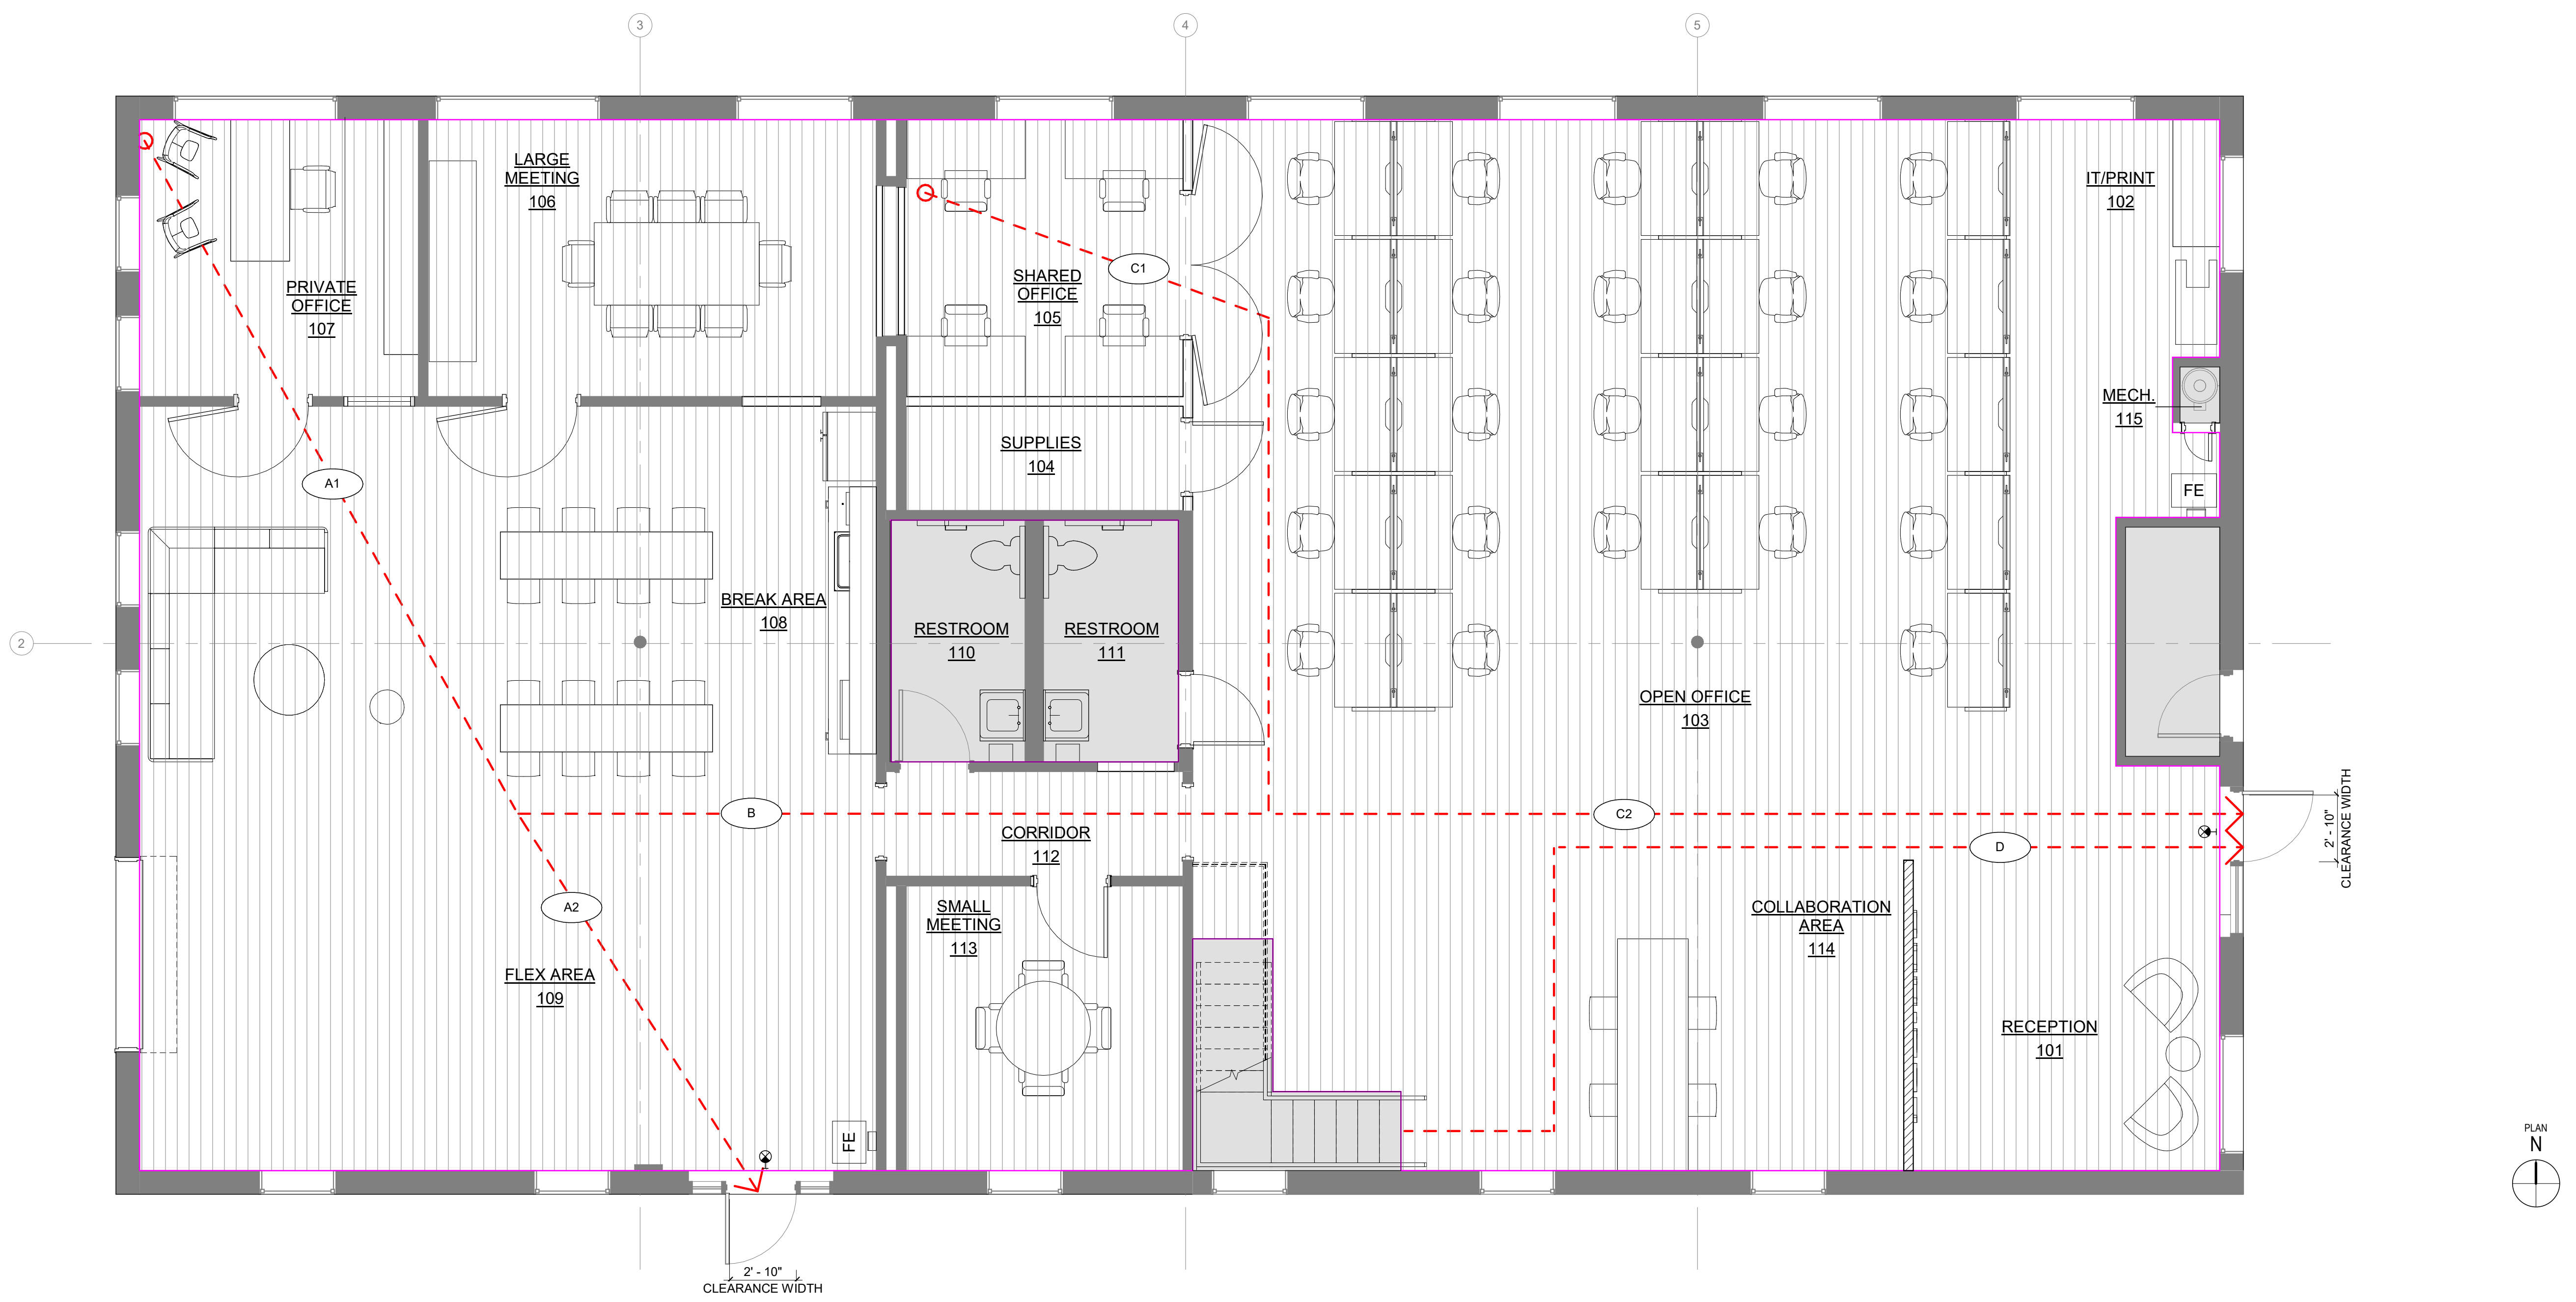 3
4
5
LARGE
MEETING
106
IT/PRINT
102
C1
SHARED
OFFICE
105
PRIVATE
OFFICE
107
MECH.
115
SUPPLIES
104
A1
FE
BREAK AREA
108
RESTROOM
110
RESTROOM
111
2
OPEN OFFICE
103
B
C2
CORRIDOR
112
D
2' - 10"
CLEARANCE WIDTH
A2
SMALL
MEETING
113
COLLABORATION
AREA
114
FLEX AREA
109
RECEPTION
101
FE
PLAN
N
2' - 10"
CLEARANCE WIDTH